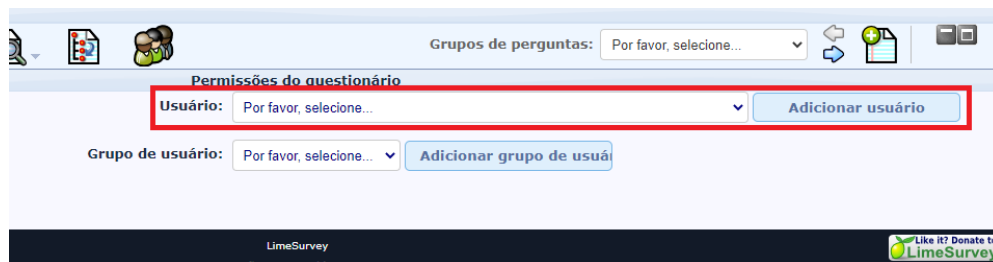 Grupos de perguntas: Por favor, selecione...
Permissões do questionário
Usuário: Por favor, selecione... Adicionar usuário
Grupo de usuário: Por favor, selecione... Adicionar grupo de usuá
LimeSurvey
Like it? Donate to
LimeSurvey